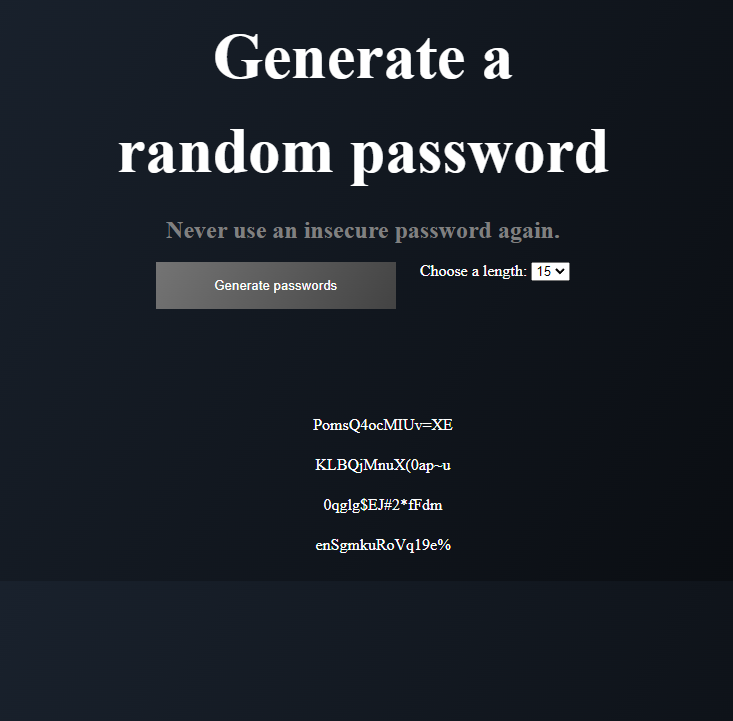 Generate a
random password
Never use an insecure password again.
Generate passwords
Choose a length: 15
PomsQ4ocMIUv=XE
KLBQjMnuX(0ap~u
0qglg$EJ#2*fFdm
enSgmkuRoVq19e%